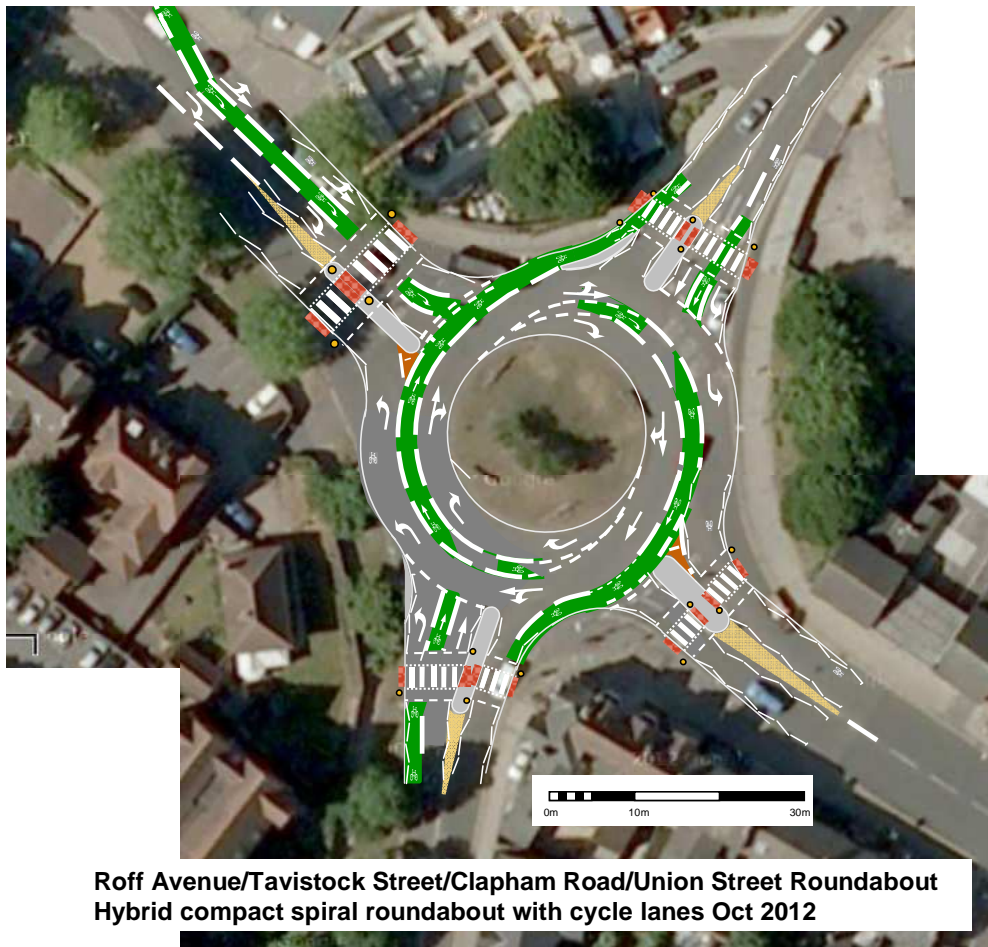 0m 10m 30m
Roff Avenue/Tavistock Street/Clapham Road/Union Street Roundabout
Hybrid compact spiral roundabout with cycle lanes Oct 2012